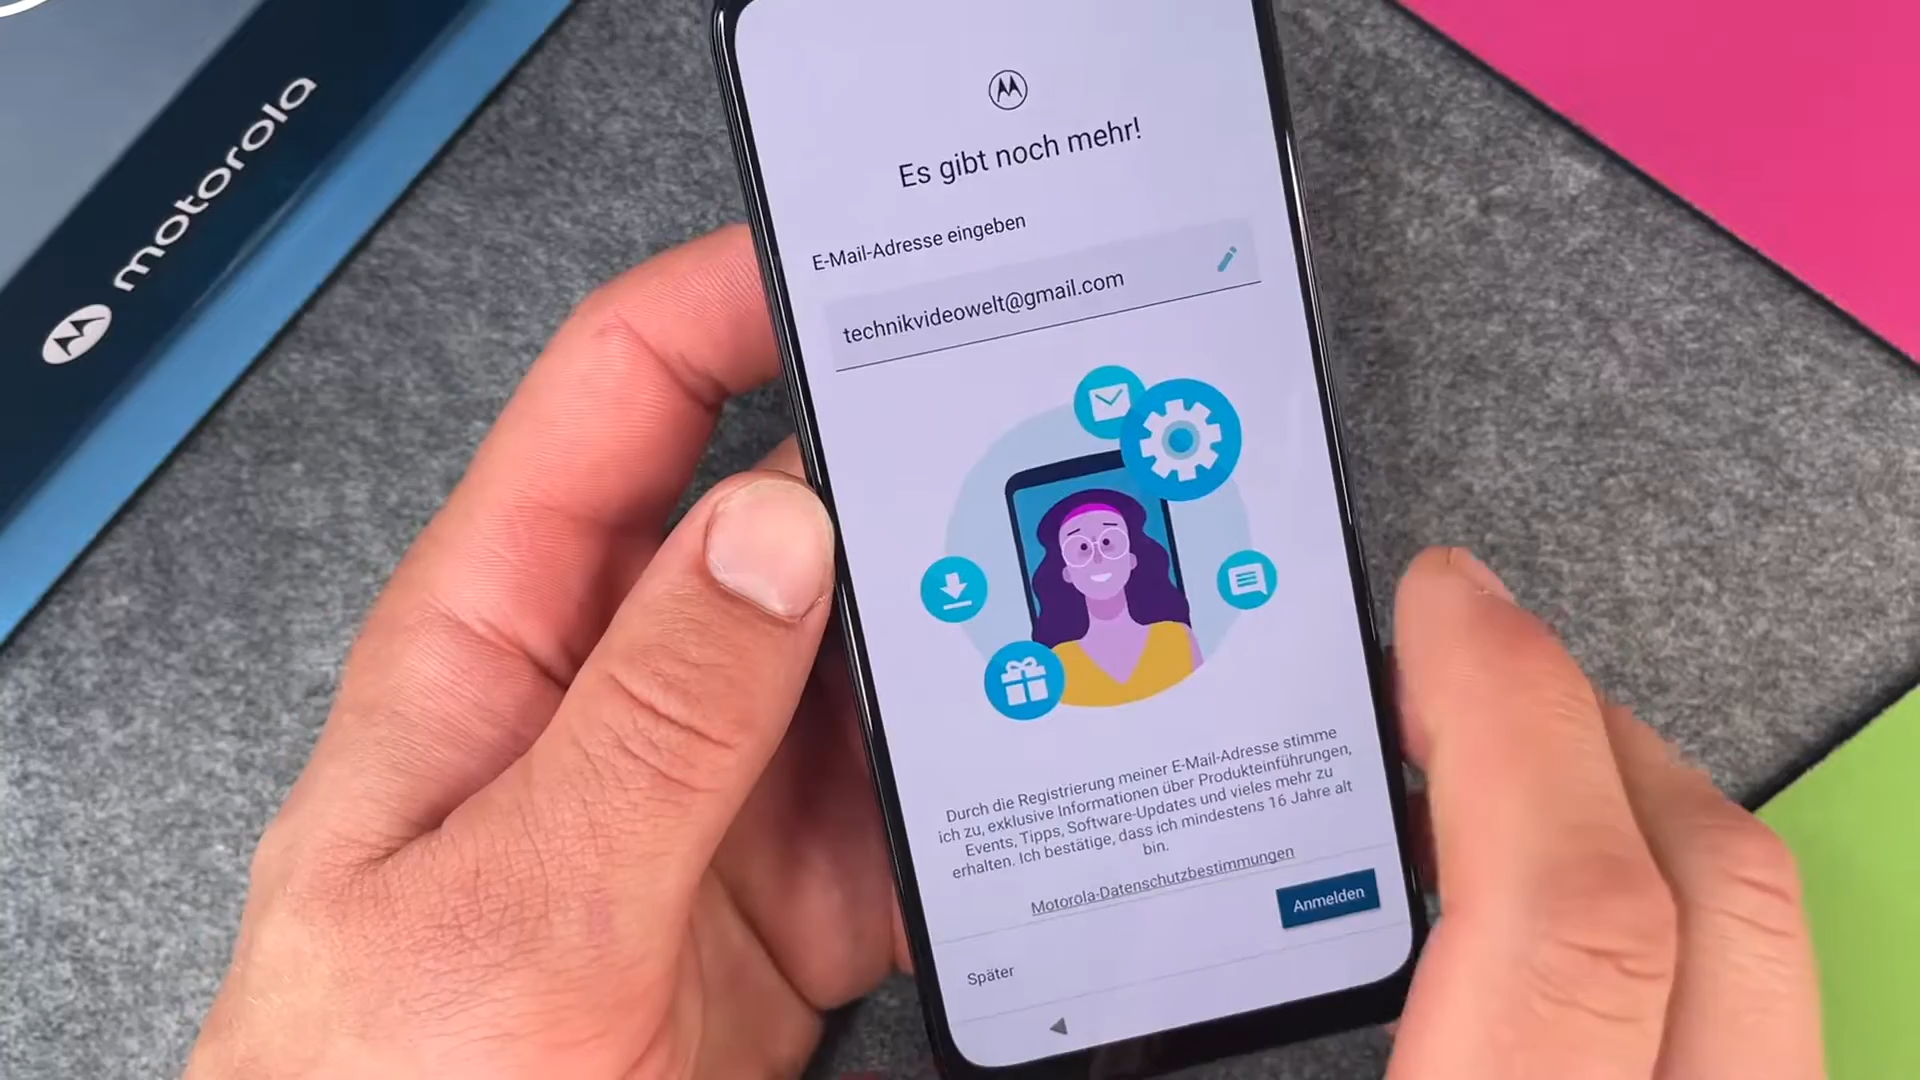 motorola
Es gibt noch mehr!
E-Mail-Adresse eingeben
technikvideowelt@gmail.com
Durch die Registrierung meiner E-Mail-Adresse stimme
ich zu, exklusive Informationen über Produkteinführungen,
Events, Tipps, Software-Updates und vieles mehr zu
erhalten. Ich bestätige, dass ich mindestens 16 Jahre alt
bin.
Motorola-Datenschutzbestimmungen
Anmelden
Später